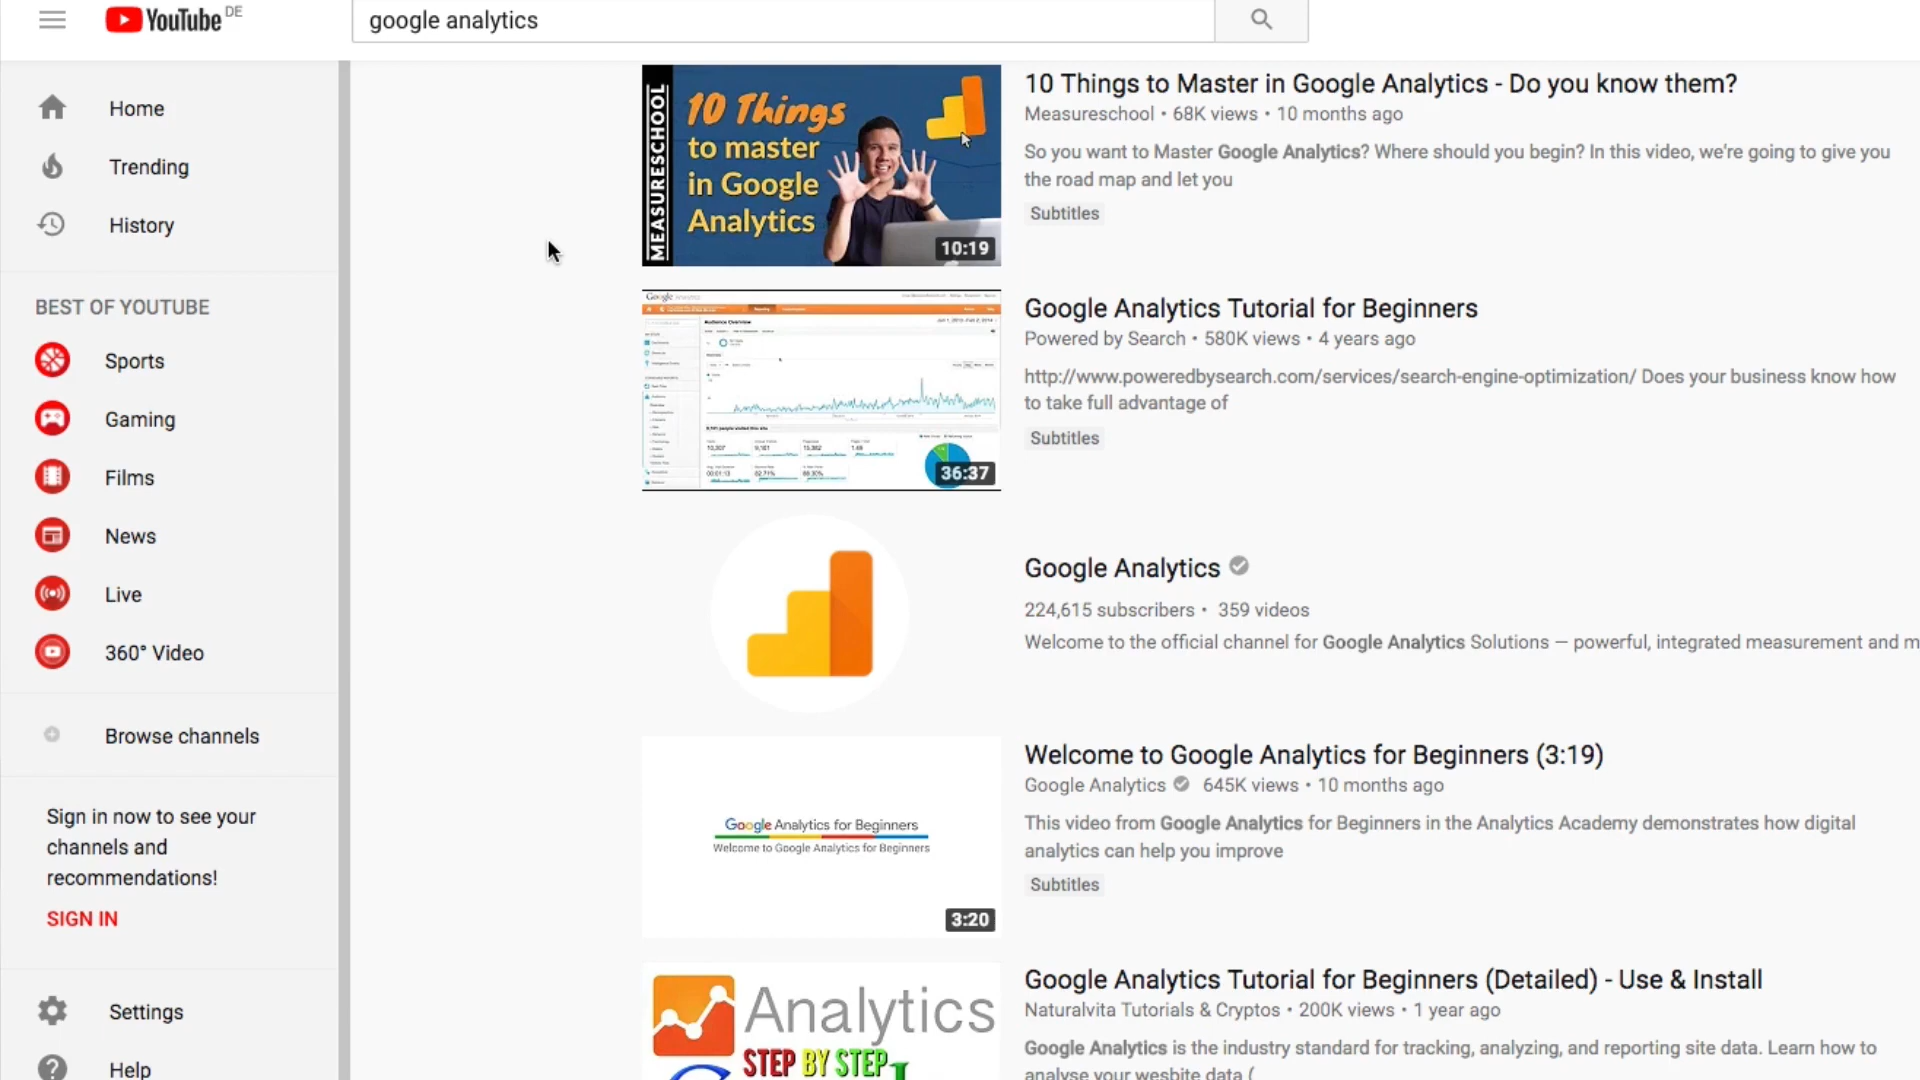 YouTube DE
google analytics
Home
Trending
History
BEST OF YOUTUBE
Sports
Gaming
Films
News
Live
360° Video
Browse channels
Sign in now to see your
channels and
recommendations!
SIGN IN
Settings
Help
MEASURESCHOOL
10 Things
to master
in Google
Analytics
10:19
10 Things to Master in Google Analytics - Do you know them?
Measureschool • 68K views • 10 months ago
So you want to Master Google Analytics? Where should you begin? In this video, we're going to give you
the road map and let you
Subtitles
Google
Audience Overview
36:37
Google Analytics Tutorial for Beginners
Powered by Search • 580K views • 4 years ago
http://www.poweredbysearch.com/services/search-engine-optimization/ Does your business know how
to take full advantage of
Subtitles
Google Analytics
224,615 subscribers • 359 videos
Welcome to the official channel for Google Analytics Solutions — powerful, integrated measurement and m
Google Analytics for Beginners
Welcome to Google Analytics for Beginners
3:20
Welcome to Google Analytics for Beginners (3:19)
Google Analytics 645K views • 10 months ago
This video from Google Analytics for Beginners in the Analytics Academy demonstrates how digital
analytics can help you improve
Subtitles
Analytics
STEP BY STEP
Google Analytics Tutorial for Beginners (Detailed) - Use & Install
Naturalvita Tutorials & Cryptos • 200K views • 1 year ago
Google Analytics is the industry standard for tracking, analyzing, and reporting site data. Learn how to
analyse your wesbite data (